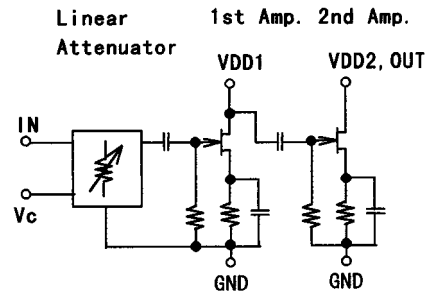 Linear Attenuator
1st Amp. 2nd Amp.
VDD1
VDD2, OUT
IN
Vc
GND
GND